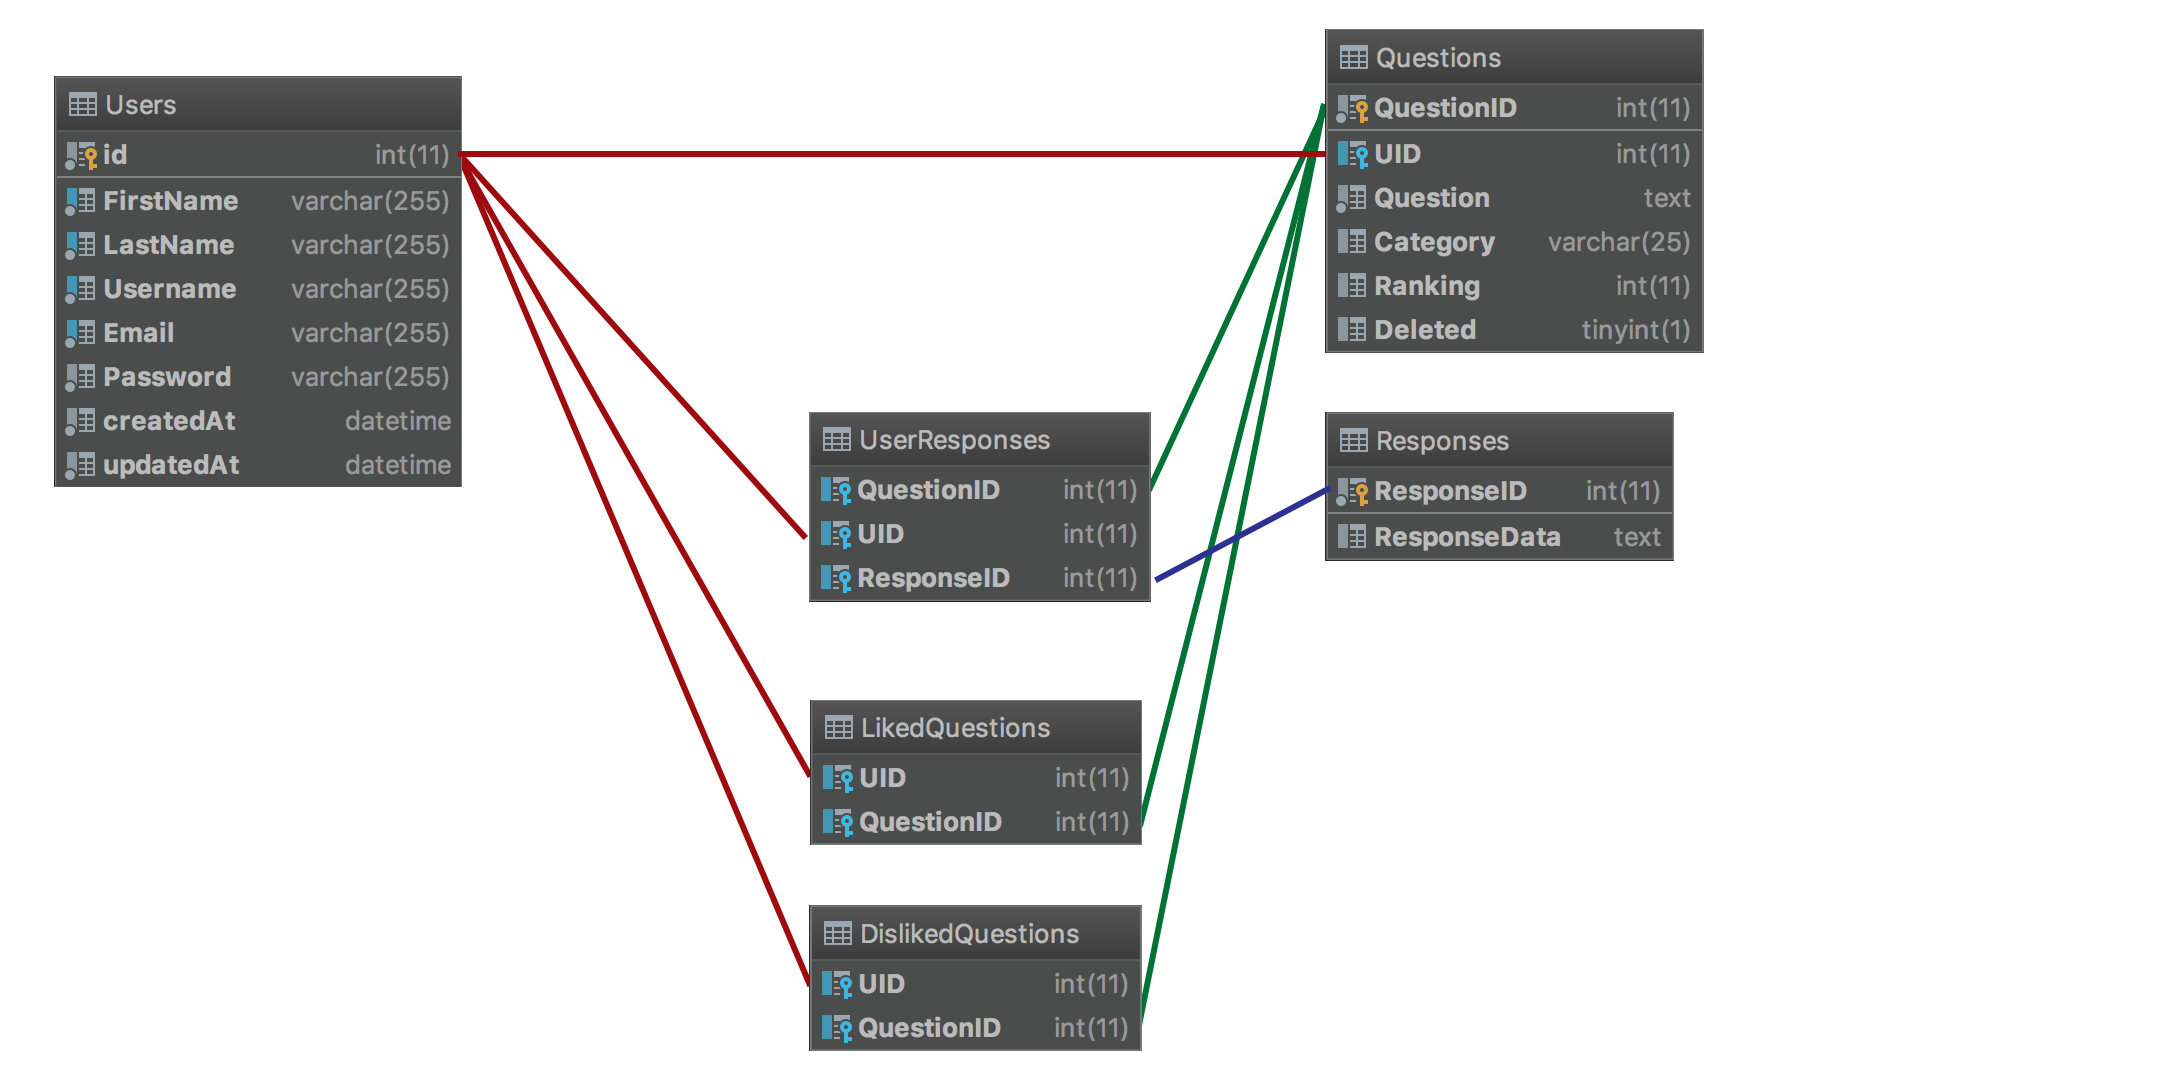 Users
id int(11)
FirstName varchar(255)
LastName varchar(255)
Username varchar(255)
Email varchar(255)
Password varchar(255)
createdAt datetime
updatedAt datetime
Questions
QuestionID int(11)
UID int(11)
Question text
Category varchar(25)
Ranking int(11)
Deleted tinyint(1)
UserResponses
QuestionID int(11)
UID int(11)
ResponseID int(11)
Responses
ResponseID int(11)
ResponseData text
LikedQuestions
UID int(11)
QuestionID int(11)
DislikedQuestions
UID int(11)
QuestionID int(11)